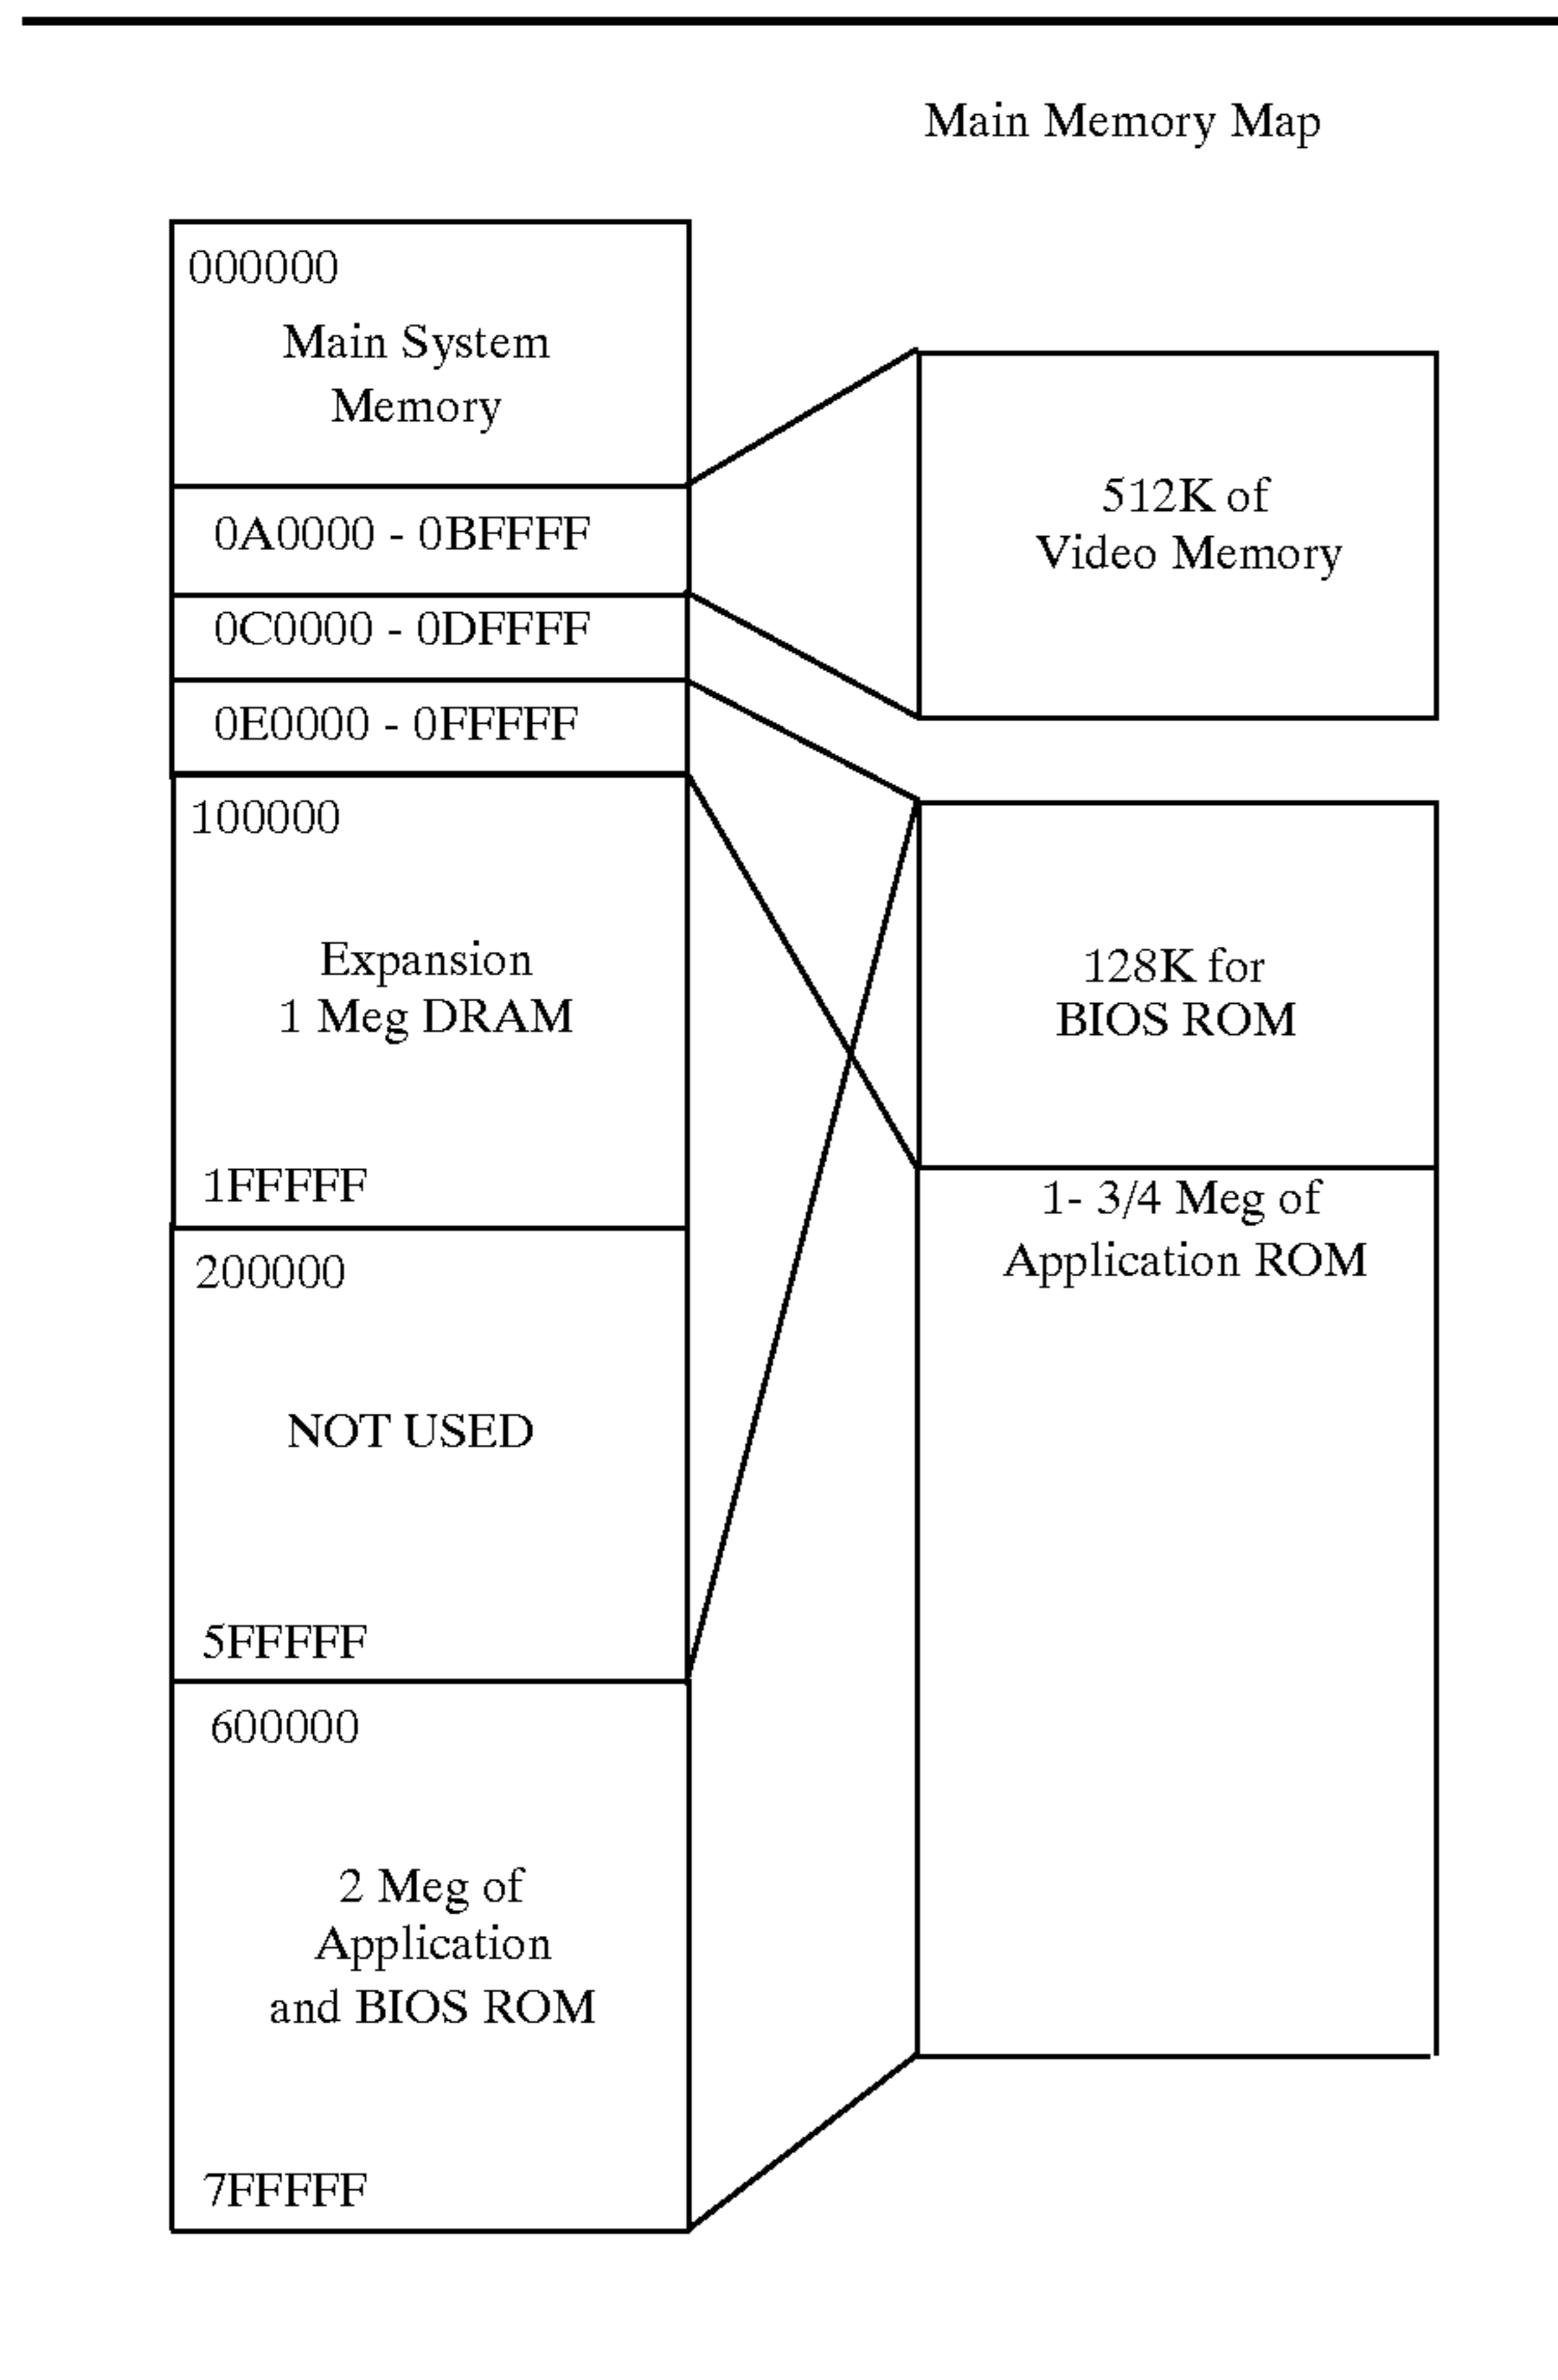 Main Memory Map
000000
Main System
Memory
0A0000 - 0BFFFF
0C0000 - 0DFFFF
0E0000 - 0FFFFF
100000
Expansion
1 Meg DRAM
1FFFFF
200000
NOT USED
5FFFFF
600000
2 Meg of
Application
and BIOS ROM
7FFFFF
512K of
Video Memory
128K for
BIOS ROM
1- 3/4 Meg of
Application ROM